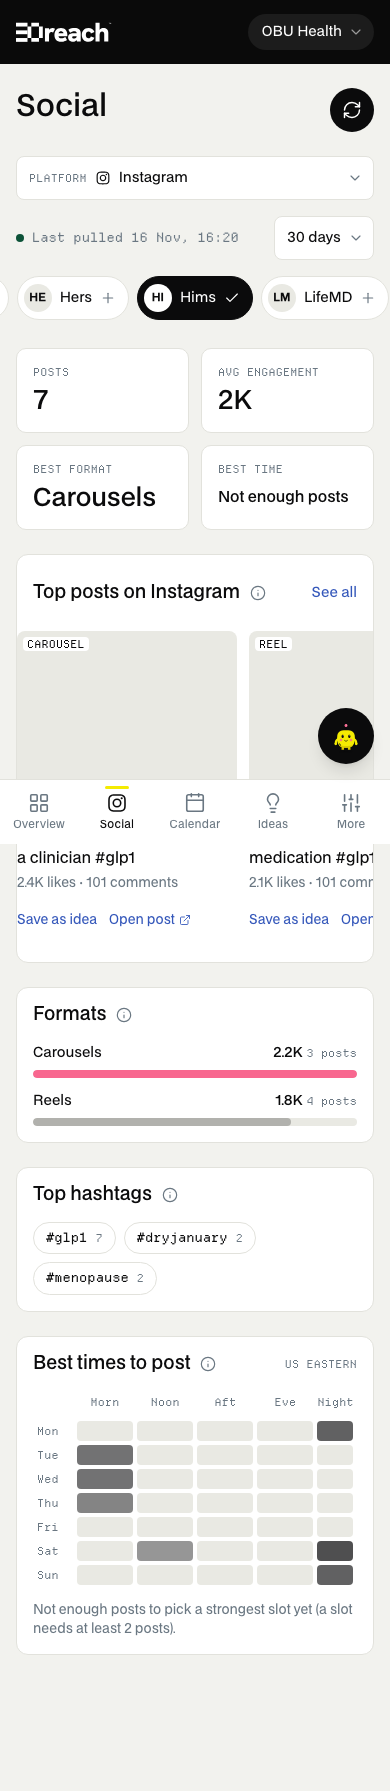 reach
OBU Health
Social
PLATFORM Instagram
Last pulled 16 Nov, 16:20
30 days
HE Hers
HI Hims
LM LifeMD
POSTS
7
AVG ENGAGEMENT
2K
BEST FORMAT
Carousels
BEST TIME
Not enough posts
Top posts on Instagram
See all
CAROUSEL
REEL
Overview
Social
Calendar
Ideas
More
a clinician #glp1
2.4K likes · 101 comments
Save as idea Open post
medication #glp1
2.1K likes · 101 comm
Save as idea Open
Formats
Carousels 2.2K 3 posts
Reels 1.8K 4 posts
Top hashtags
#glp1 7
#dryjanuary 2
#menopause 2
Best times to post
US EASTERN
Morn Noon Aft Eve Night
Mon
Tue
Wed
Thu
Fri
Sat
Sun
Not enough posts to pick a strongest slot yet (a slot
needs at least 2 posts).